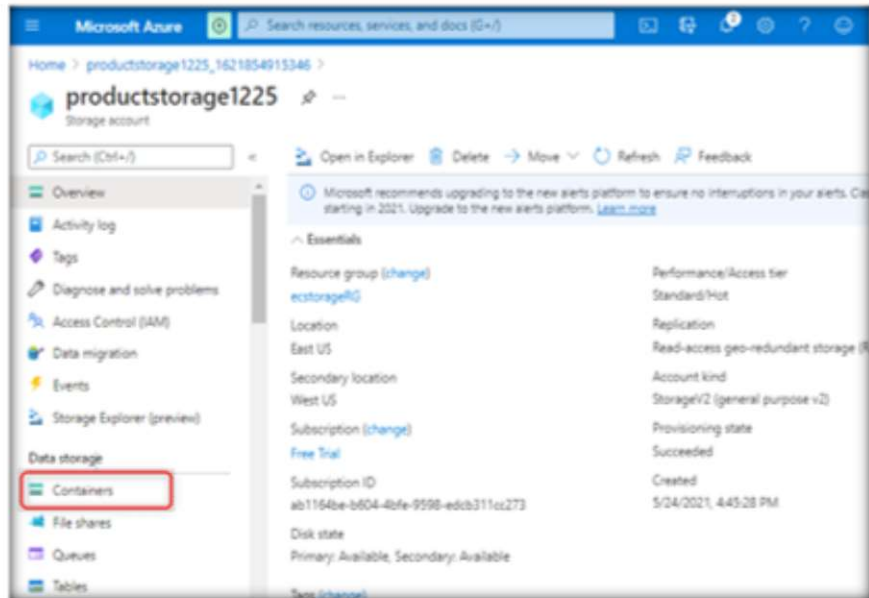 Microsoft Azure
Search resources, services, and docs (G+/)
2
Home > productstorage1225_1621854915346 >
productstorage1225
Storage account
Search (Ctrl+/)
Overview
Activity log
Tags
Diagnose and solve problems
Access Control (IAM)
Data migration
Events
Storage Explorer (preview)
Data storage
Containers
File shares
Queues
Tables
Open in Explorer Delete Move Refresh Feedback
Microsoft recommends upgrading to the new alerts platform to ensure no interruptions in your alerts.
starting in 2021. Upgrade to the new alerts platform. Learn more
Essentials
Resource group (change)
ecstorageRG
Location
East US
Secondary location
West US
Subscription (change)
Free Trial
Subscription ID
ab1164be-b604-4bfe-9598-edcb311cc273
Disk state
Primary: Available, Secondary: Available
Tags (change)
Performance/Access tier
Standard/Hot
Replication
Read-access geo-redundant storage (R
Account kind
StorageV2 (general purpose v2)
Provisioning state
Succeeded
Created
5/24/2021, 4:45:28 PM